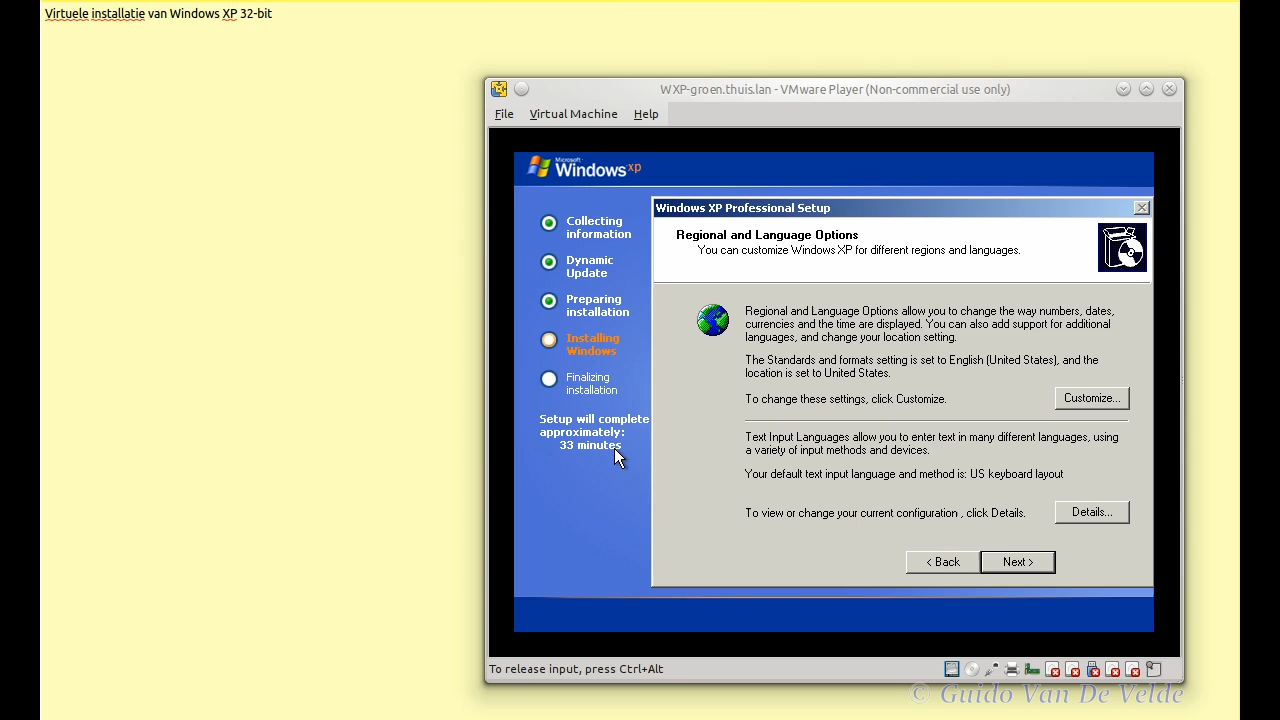 Virtuele installatie van Windows XP 32-bit
WXP-groen.thuis.lan - VMware Player (Non-commercial use only)
File Virtual Machine Help
Microsoft
Windows xp
Collecting
information
Dynamic
Update
Preparing
installation
Installing
Windows
Finalizing
installation
Setup will complete
approximately:
33 minutes
Windows XP Professional Setup
Regional and Language Options
You can customize Windows XP for different regions and languages.
Regional and Language Options allow you to change the way numbers, dates,
currencies and the time are displayed. You can also add support for additional
languages, and change your location setting.
The Standards and formats setting is set to English (United States), and the
location is set to United States.
To change these settings, click Customize.
Customize...
Text Input Languages allow you to enter text in many different languages, using
a variety of input methods and devices.
Your default text input language and method is: US keyboard layout
To view or change your current configuration , click Details.
Details...
< Back
Next >
To release input, press Ctrl+Alt
© Guido Van De Velde